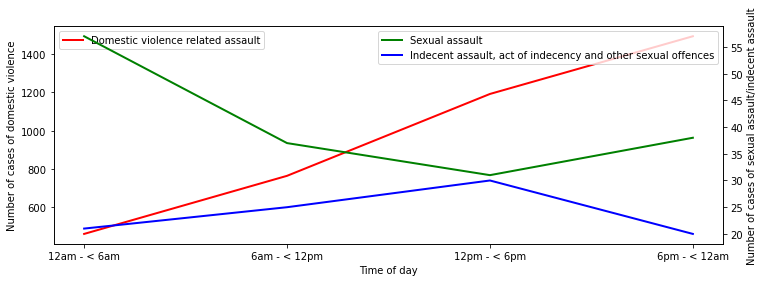 Domestic violence related assault
Sexual assault
Indecent assault, act of indecency and other sexual offences
Number of cases of domestic violence
1400
1200
1000
800
600
55
50
45
40
35
30
25
20
Number of cases of sexual assault/indecent assault
12am - < 6am
6am - < 12pm
12pm - < 6pm
6pm - < 12am
Time of day